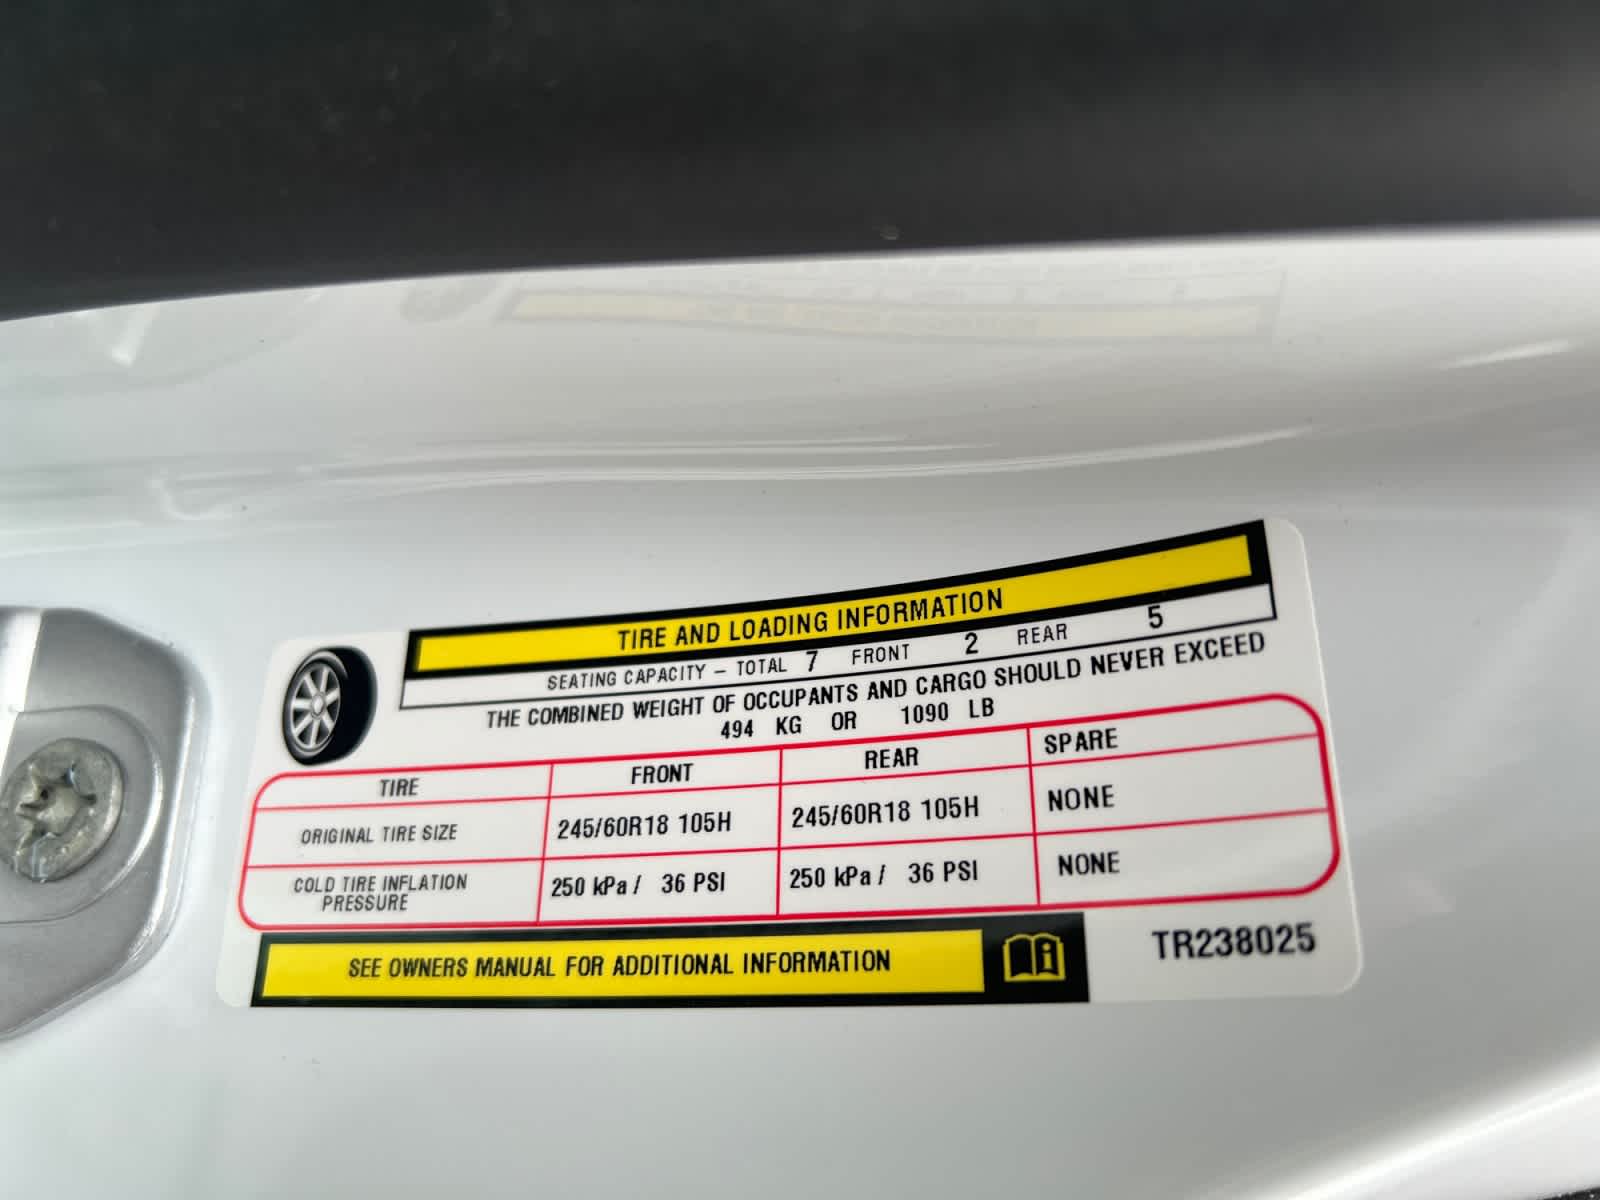 TIRE AND LOADING INFORMATION
SEATING CAPACITY – TOTAL 7 FRONT 2 REAR 5
THE COMBINED WEIGHT OF OCCUPANTS AND CARGO SHOULD NEVER EXCEED
494 KG OR 1090 LB
TIRE FRONT REAR SPARE
ORIGINAL TIRE SIZE 245/60R18 105H 245/60R18 105H NONE
COLD TIRE INFLATION PRESSURE 250 kPa / 36 PSI 250 kPa / 36 PSI NONE
SEE OWNERS MANUAL FOR ADDITIONAL INFORMATION
TR238025